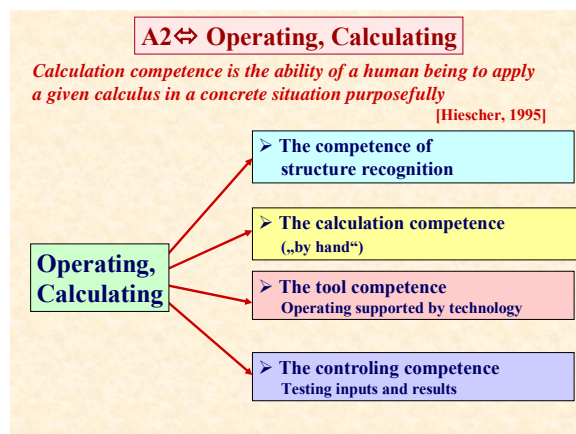 A2⇔ Operating, Calculating
Calculation competence is the ability of a human being to apply
a given calculus in a concrete situation purposefully
[Hiescher, 1995]
➢ The competence of
structure recognition
➢ The calculation competence
(„by hand“)
Operating,
Calculating
➢ The tool competence
Operating supported by technology
➢ The controling competence
Testing inputs and results